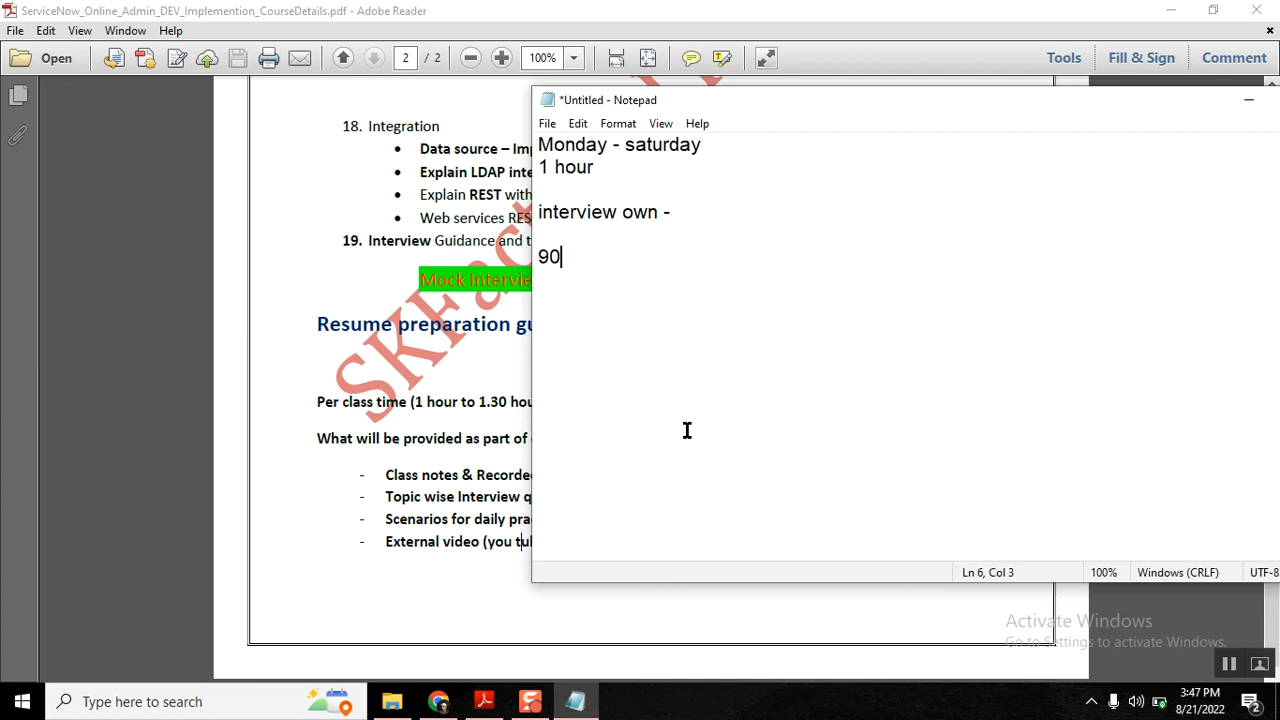 ServiceNow_Online_Admin_DEV_Implemention_CourseDetails.pdf - Adobe Reader
File Edit View Window Help
Open 2 / 2 100% Tools Fill & Sign Comment
18. Integration
• Data source – Im
• Explain LDAP inte
• Explain REST with
• Web services RES
19. Interview Guidance and t
Mock Intervie
Resume preparation gu
Per class time (1 hour to 1.30 hou
What will be provided as part of
- Class notes & Recorde
- Topic wise Interview q
- Scenarios for daily pra
- External video (you tu
*Untitled - Notepad
File Edit Format View Help
Monday - saturday
1 hour
interview own -
90
Ln 6, Col 3 100% Windows (CRLF) UTF-8
Activate Windows
Go to Settings to activate Windows.
Type here to search
3:47 PM
8/21/2022
2